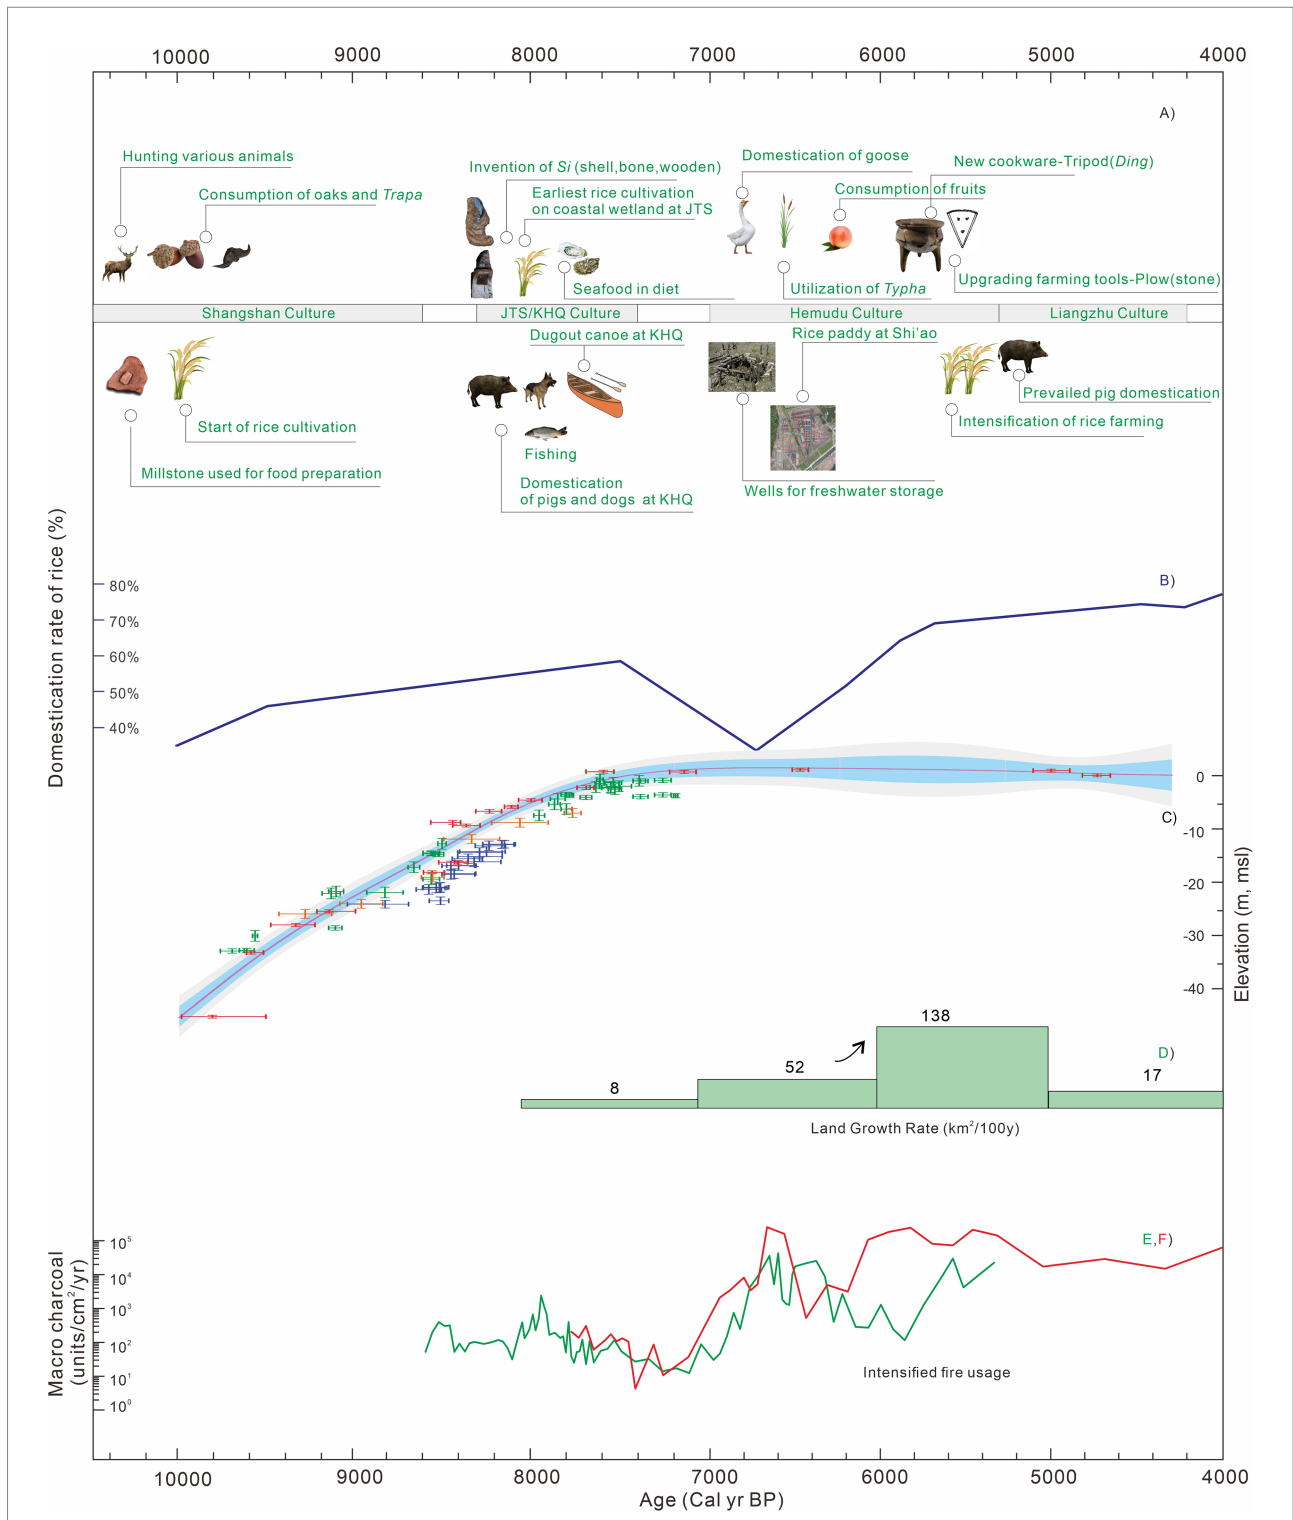 10000 9000 8000 7000 6000 5000 4000
A)
Hunting various animals
Consumption of oaks and Trapa
Invention of Si (shell,bone,wooden)
Earliest rice cultivation
on coastal wetland at JTS
Seafood in diet
Domestication of goose
New cookware-Tripod(Ding)
Consumption of fruits
Utilization of Typha
Upgrading farming tools-Plow(stone)
Shangshan Culture
JTS/KHQ Culture
Hemudu Culture
Liangzhu Culture
Dugout canoe at KHQ
Rice paddy at Shi'ao
Prevailed pig domestication
Start of rice cultivation
Intensification of rice farming
Fishing
Millstone used for food preparation
Domestication
of pigs and dogs at KHQ
Wells for freshwater storage
Domestication rate of rice (%)
B)
80%
70%
60%
50%
40%
C)
0
-10
-20
-30
-40
Elevation (m, msl)
D)
8
52
138
17
Land Growth Rate (km²/100y)
E,F)
Macro charcoal
(units/cm²/yr)
10⁵
10⁴
10³
10²
10¹
10⁰
Intensified fire usage
10000 9000 8000 7000 6000 5000 4000
Age (Cal yr BP)